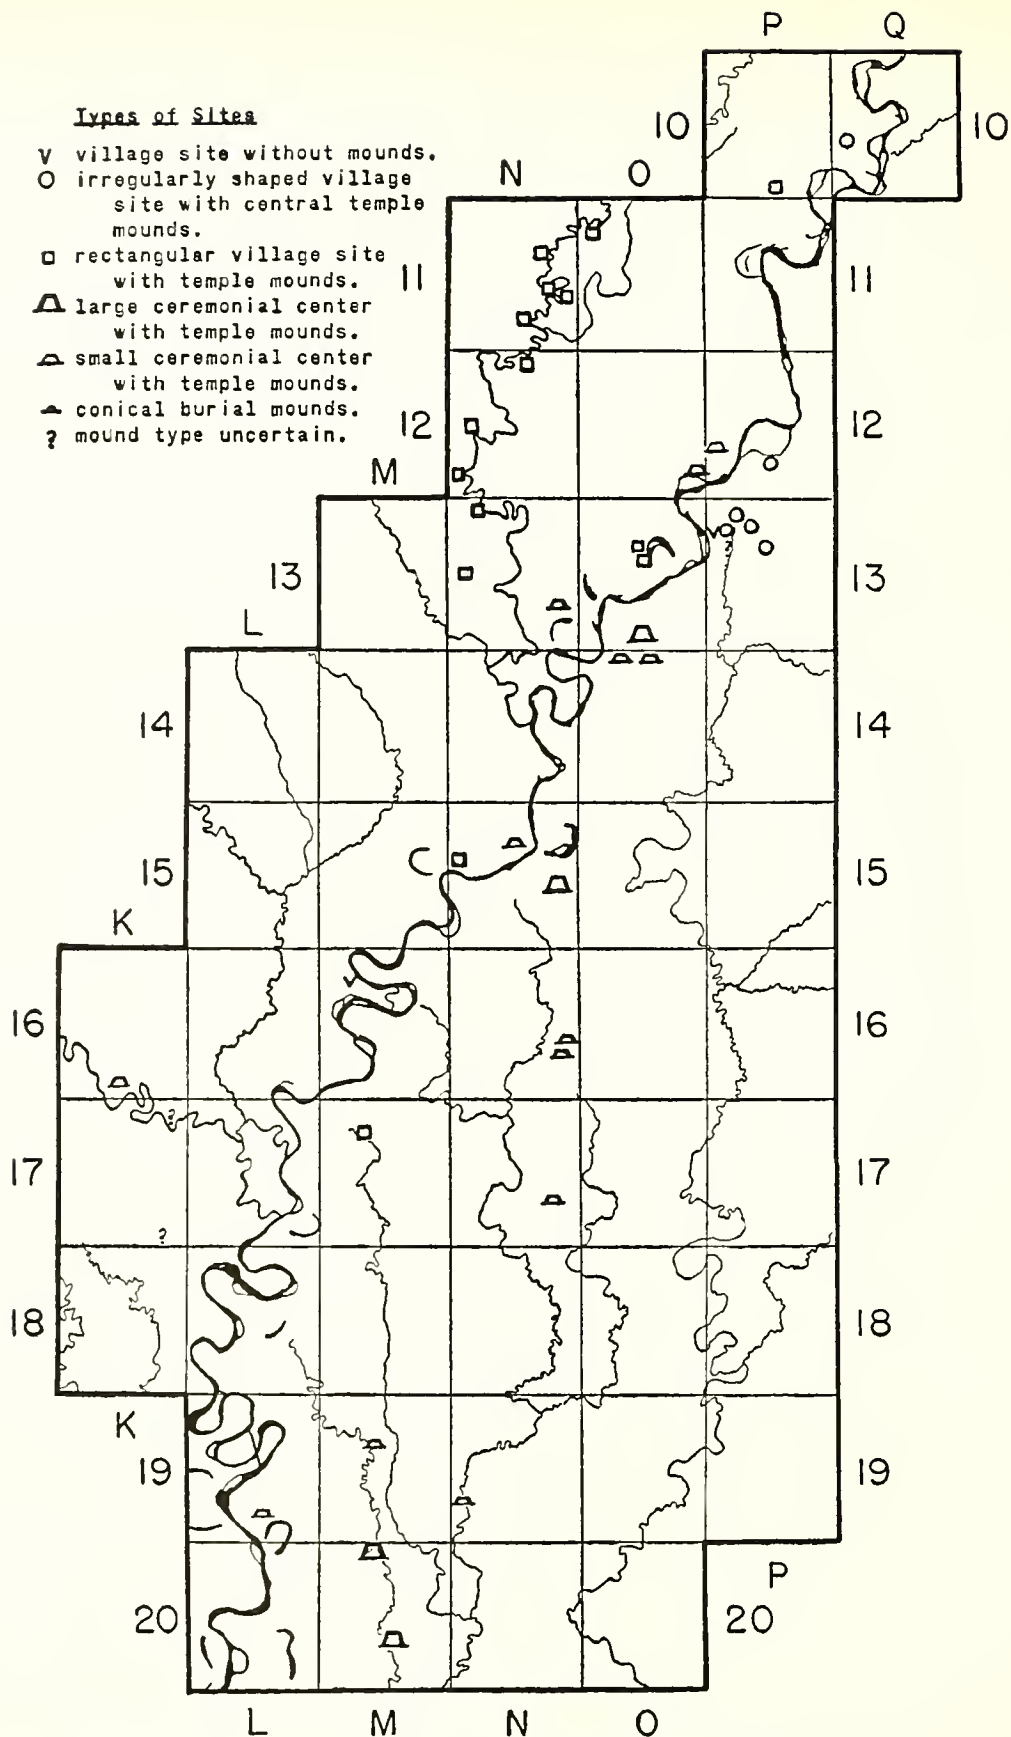 P Q
Types of Sites
10 10
V village site without mounds.
N O
O irregularly shaped village
site with central temple
mounds.
rectangular village site
11 11
with temple mounds.
large ceremonial center
with temple mounds.
small ceremonial center
with temple mounds.
conical burial mounds.
12 12
? mound type uncertain.
M
13 13
L
14 14
15 15
K
16 16
?
17 17
?
18 18
K
19 19
P
20 20
L M N O